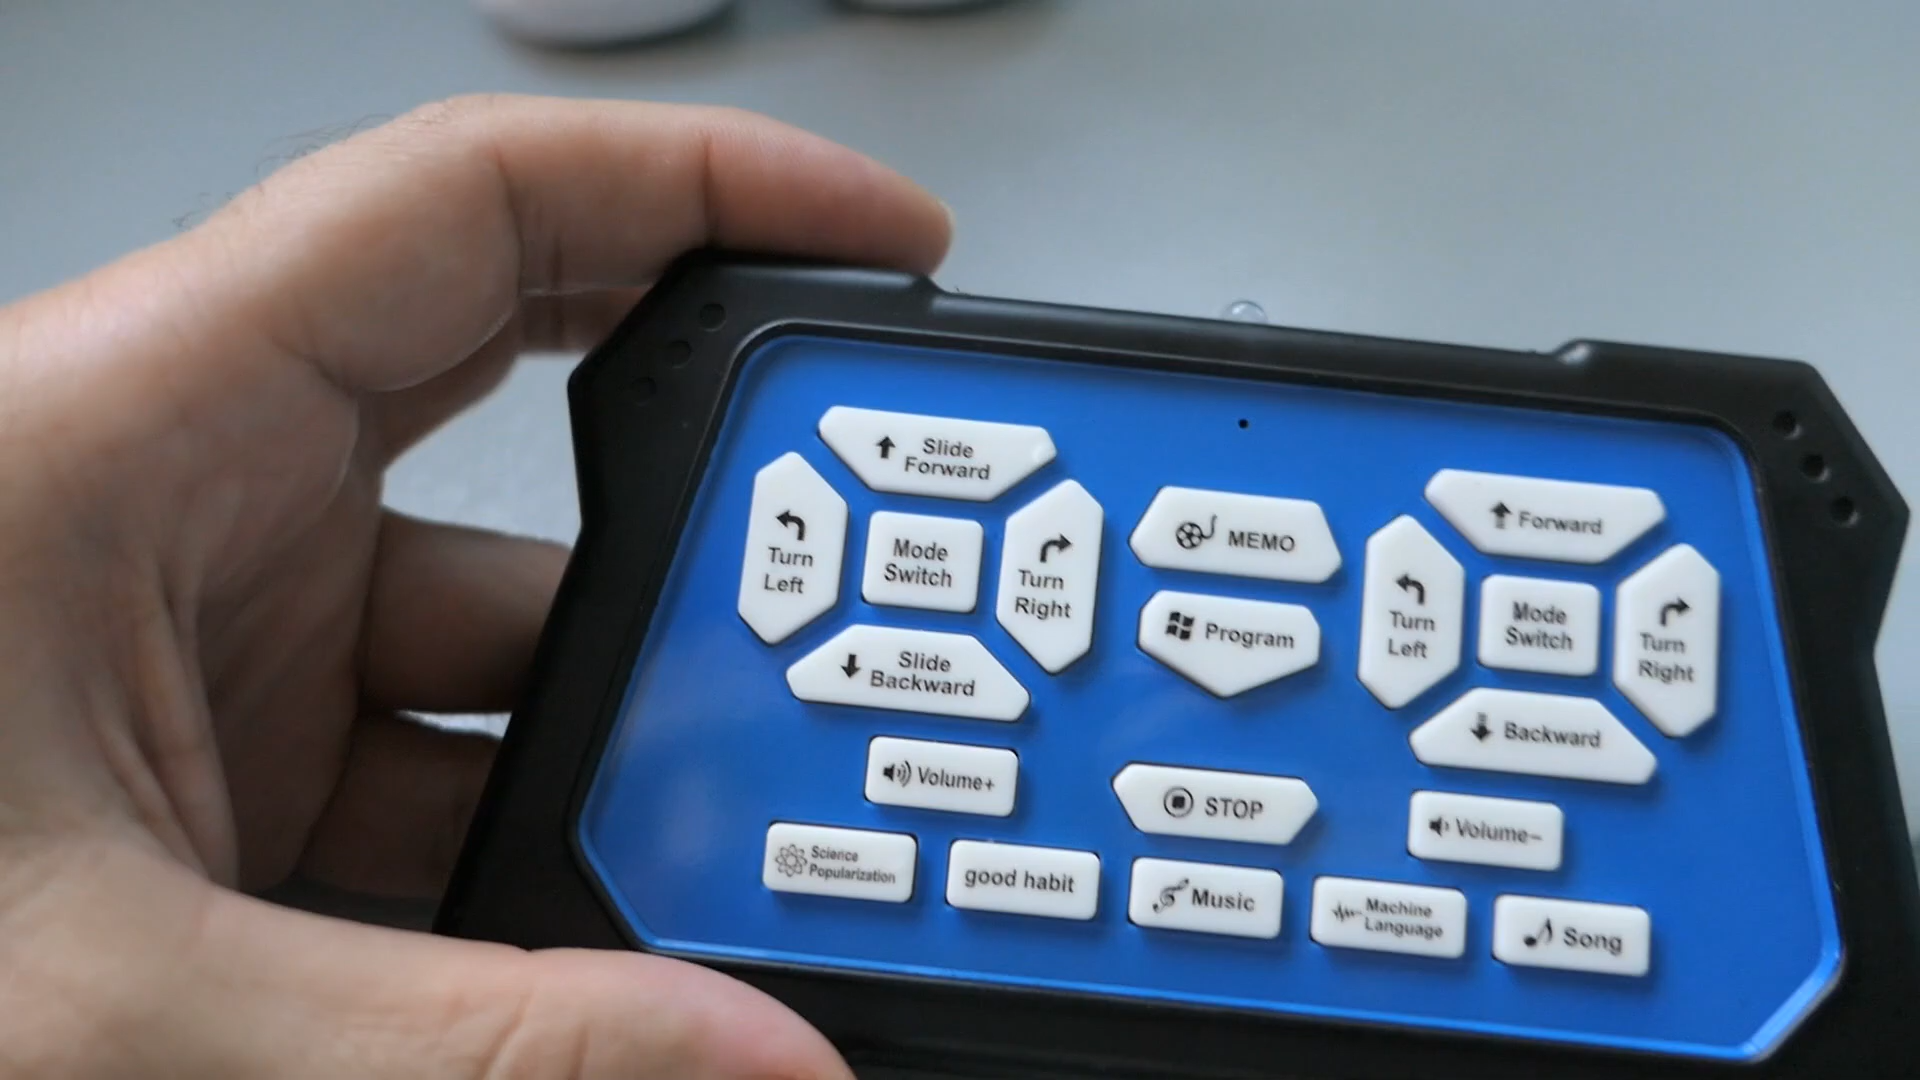 Slide
Forward
Turn
Left
Mode
Switch
Turn
Right
Slide
Backward
MEMO
Program
Forward
Turn
Left
Mode
Switch
Turn
Right
Backward
Volume+
STOP
Volume−
Science
Popularization
good habit
Music
Machine
Language
Song